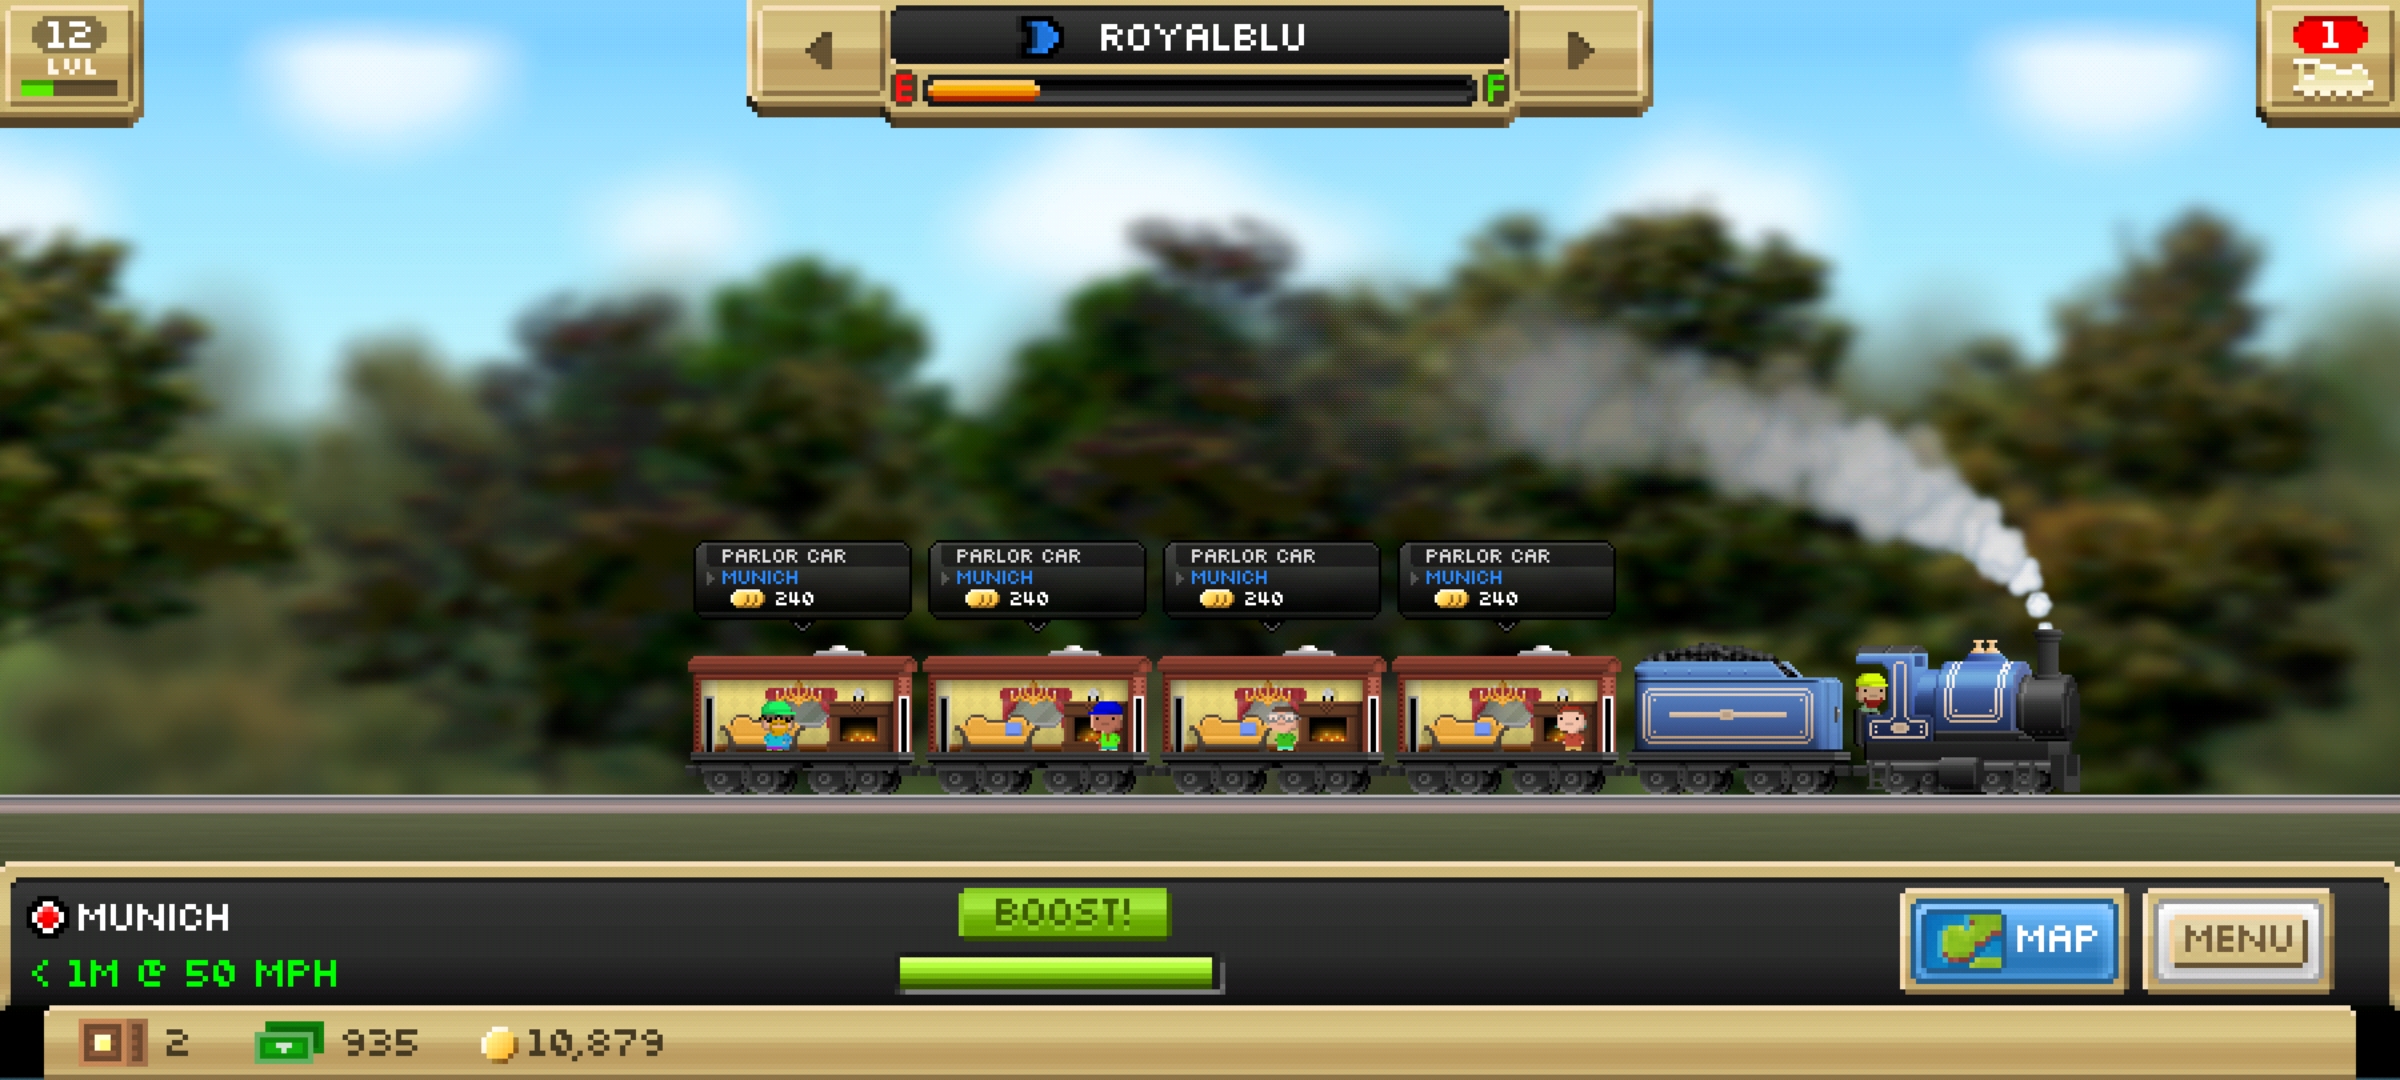 12
LVL
ROYALBLU
E F
1
PARLOR CAR
MUNICH
240
PARLOR CAR
MUNICH
240
PARLOR CAR
MUNICH
240
PARLOR CAR
MUNICH
240
MUNICH
< 1M @ 50 MPH
BOOST!
MAP
MENU
2
935
10,879